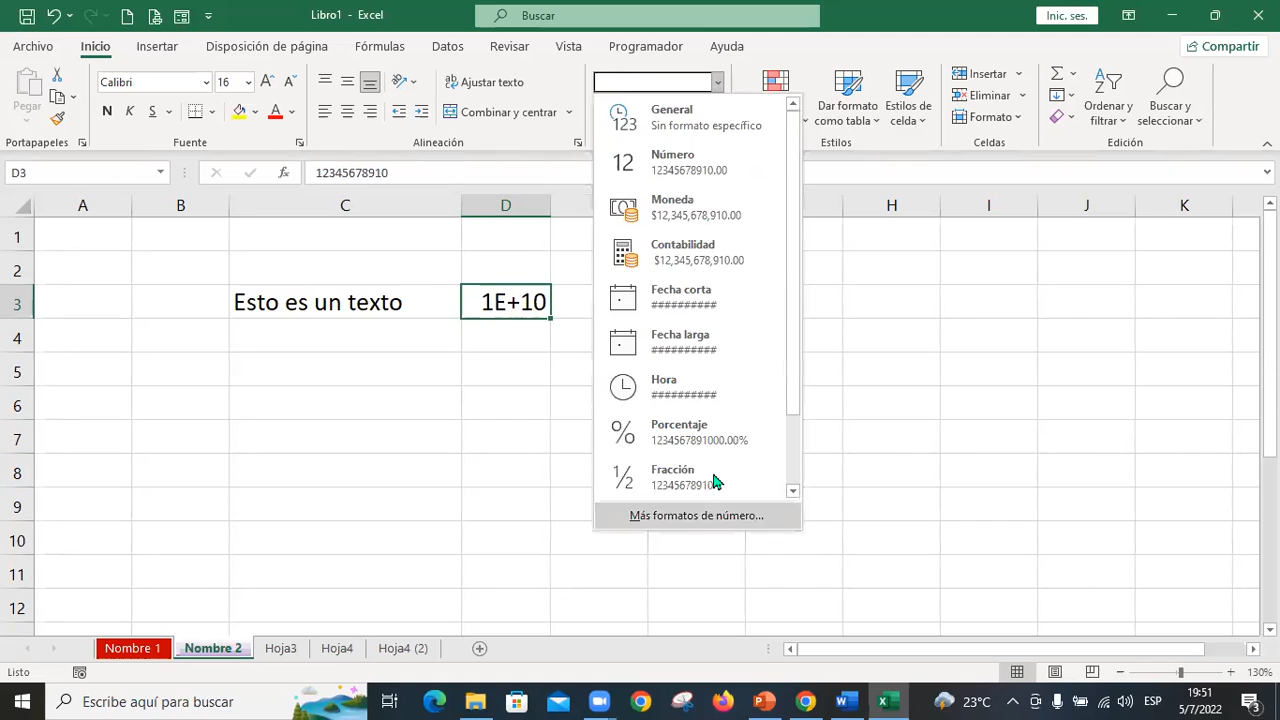 Libro1 - Excel
Buscar
Inic. ses.
Archivo Inicio Insertar Disposición de página Fórmulas Datos Revisar Vista Programador Ayuda
Compartir
Pegar
Calibri 16
N K S
Ajustar texto
Combinar y centrar
Dar formato como tabla
Estilos de celda
Insertar
Eliminar
Formato
Ordenar y filtrar
Buscar y seleccionar
Portapapeles Fuente Alineación Estilos Celdas Edición
D3 fx 12345678910
A B C D H I J K
1
2
3 Esto es un texto 1E+10
4
5
6
7
8
9
10
11
12
123 General
Sin formato específico
12 Número
12345678910.00
Moneda
$12,345,678,910.00
Contabilidad
$12,345,678,910.00
Fecha corta
##########
Fecha larga
##########
Hora
##########
% Porcentaje
1234567891000.00%
1/2 Fracción
12345678910
Más formatos de número...
Nombre 1 Nombre 2 Hoja3 Hoja4 Hoja4 (2)
Listo
130%
Escribe aquí para buscar
23°C
ESP
19:51
5/7/2022